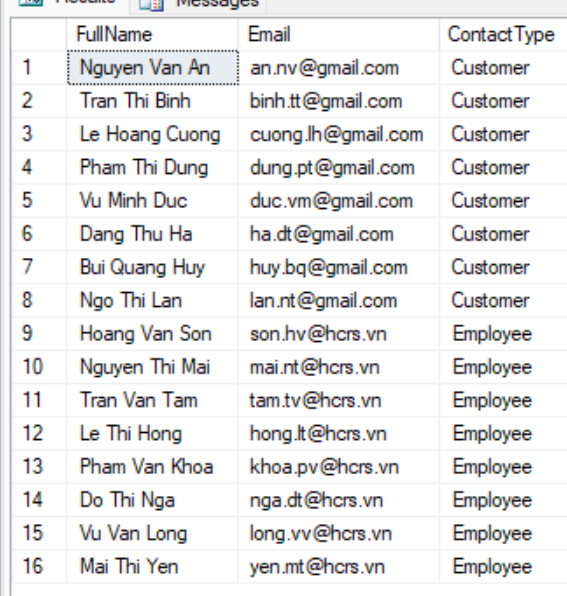 Results Messages
FullName Email ContactType
1 Nguyen Van An an.nv@gmail.com Customer
2 Tran Thi Binh binh.tt@gmail.com Customer
3 Le Hoang Cuong cuong.lh@gmail.com Customer
4 Pham Thi Dung dung.pt@gmail.com Customer
5 Vu Minh Duc duc.vm@gmail.com Customer
6 Dang Thu Ha ha.dt@gmail.com Customer
7 Bui Quang Huy huy.bq@gmail.com Customer
8 Ngo Thi Lan lan.nt@gmail.com Customer
9 Hoang Van Son son.hv@hcrs.vn Employee
10 Nguyen Thi Mai mai.nt@hcrs.vn Employee
11 Tran Van Tam tam.tv@hcrs.vn Employee
12 Le Thi Hong hong.lt@hcrs.vn Employee
13 Pham Van Khoa khoa.pv@hcrs.vn Employee
14 Do Thi Nga nga.dt@hcrs.vn Employee
15 Vu Van Long long.vv@hcrs.vn Employee
16 Mai Thi Yen yen.mt@hcrs.vn Employee